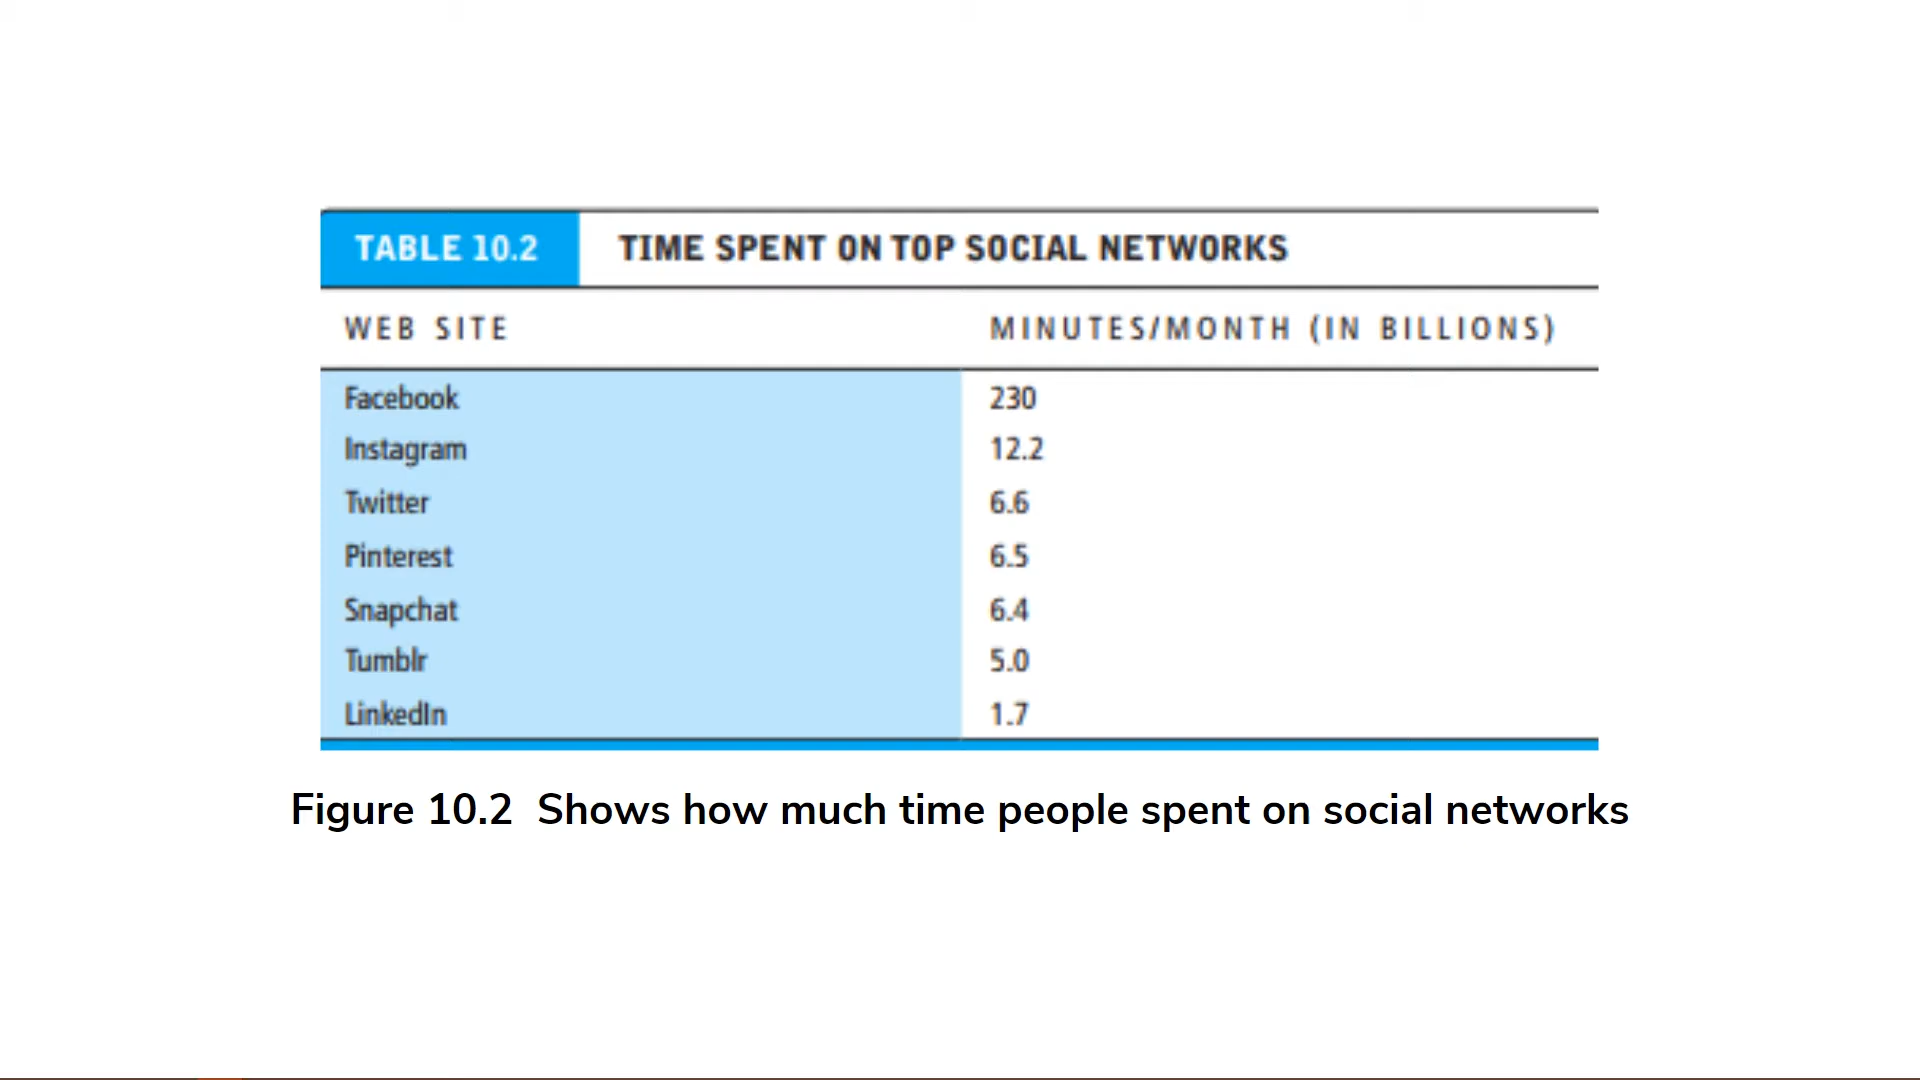 TABLE 10.2 TIME SPENT ON TOP SOCIAL NETWORKS
WEB SITE MINUTES/MONTH (IN BILLIONS)
Facebook 230
Instagram 12.2
Twitter 6.6
Pinterest 6.5
Snapchat 6.4
Tumblr 5.0
LinkedIn 1.7
Figure 10.2 Shows how much time people spent on social networks